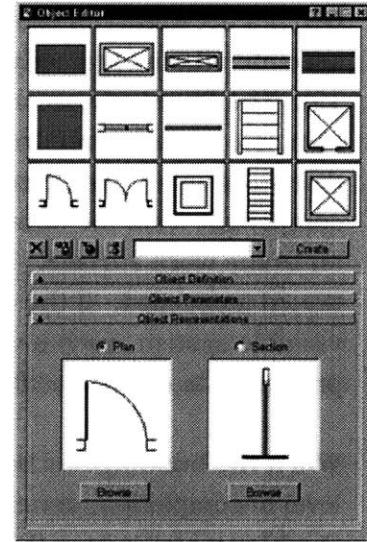 Object Editor
Create
Object Definition
Object Parameters
Object Representations
Plan
Section
Browse
Browse